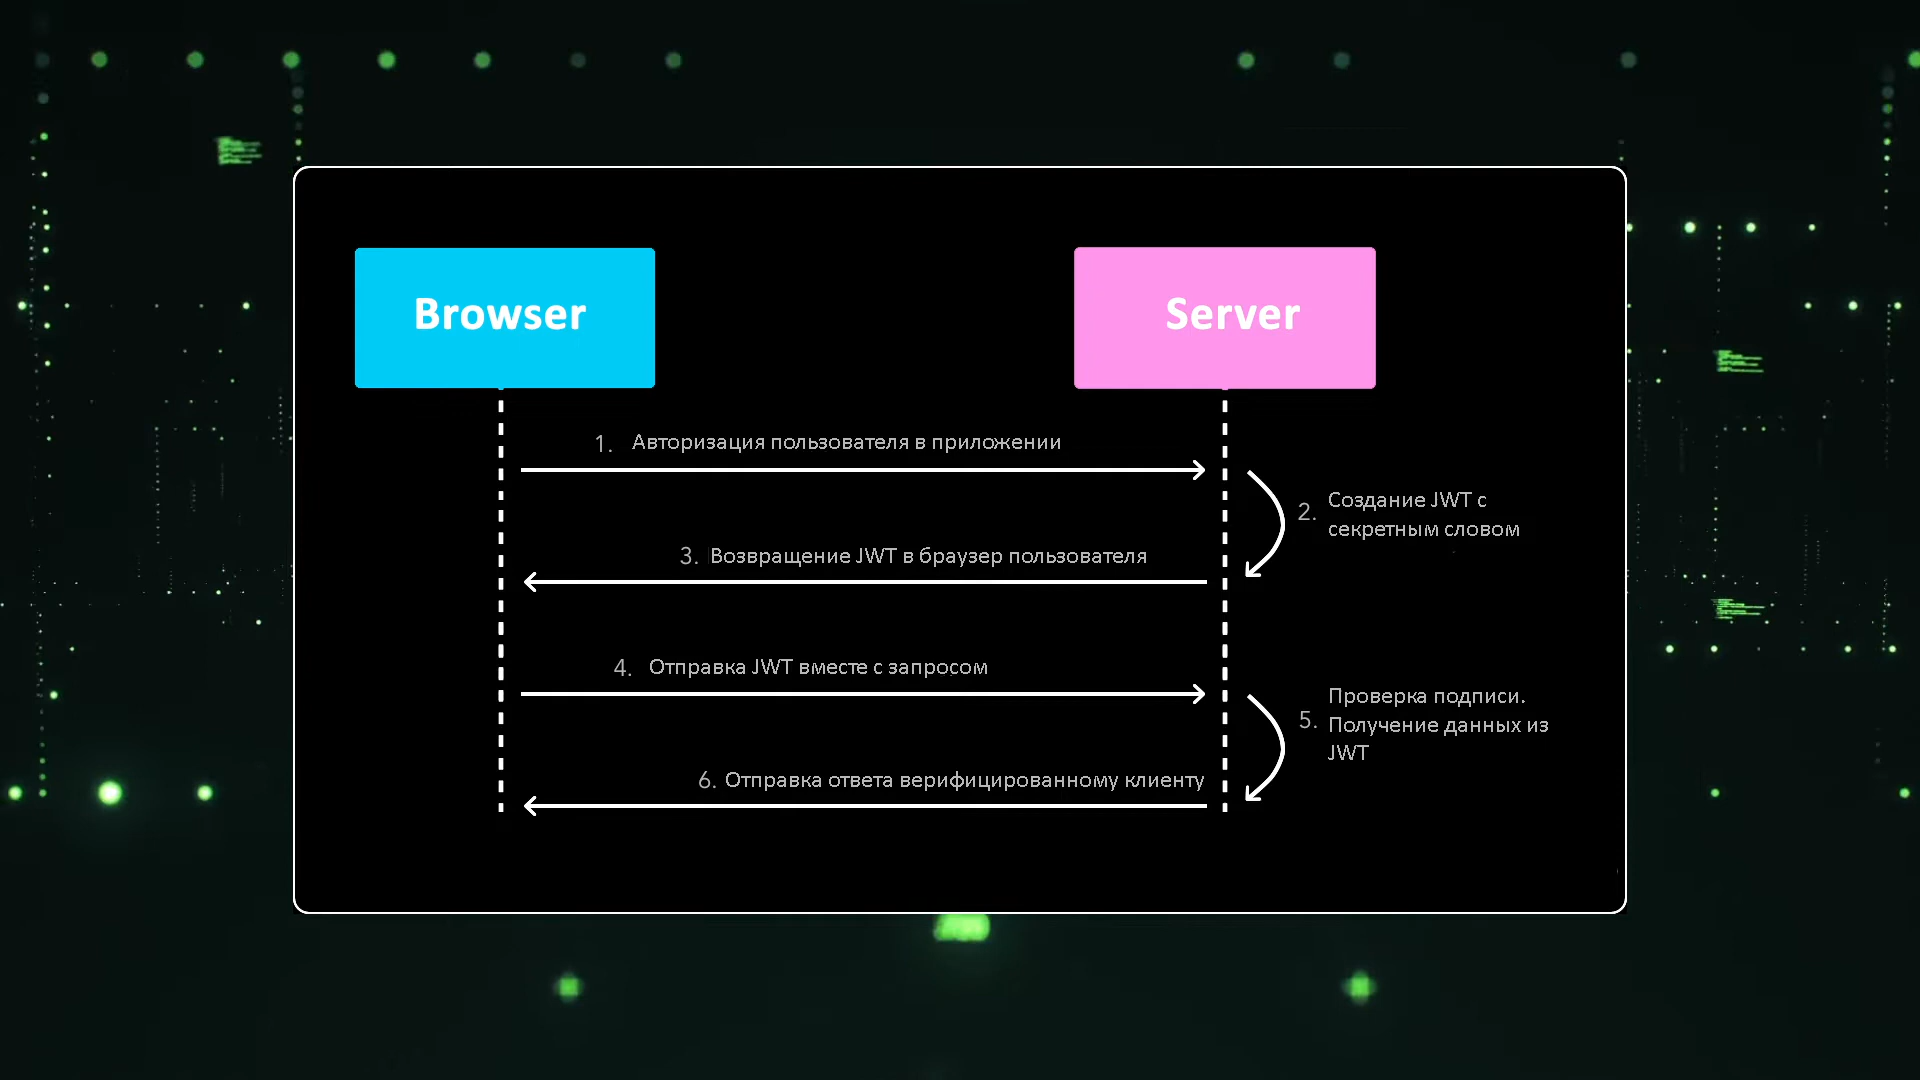 Browser
Server
1. Авторизация пользователя в приложении
2. Создание JWT с
секретным словом
3. Возвращение JWT в браузер пользователя
4. Отправка JWT вместе с запросом
5. Проверка подписи.
Получение данных из
JWT
6. Отправка ответа верифицированному клиенту